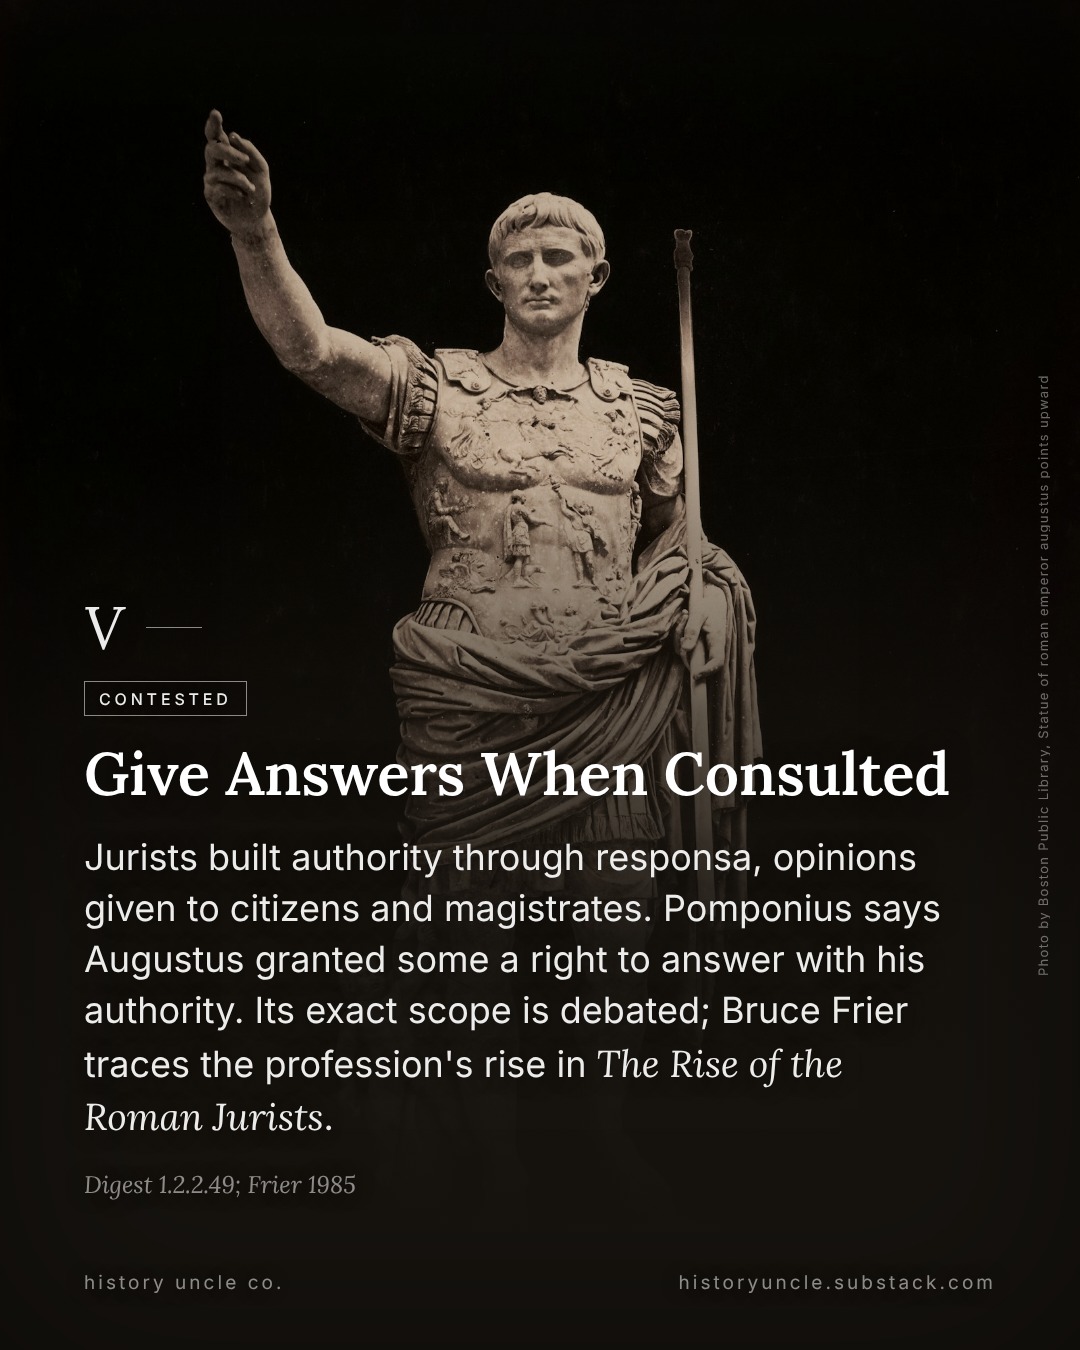 V
CONTESTED
Give Answers When Consulted
Jurists built authority through responsa, opinions
given to citizens and magistrates. Pomponius says
Augustus granted some a right to answer with his
authority. Its exact scope is debated; Bruce Frier
traces the profession's rise in The Rise of the
Roman Jurists.
Digest 1.2.2.49; Frier 1985
history uncle co.
historyuncle.substack.com
Photo by Boston Public Library, Statue of roman emperor augustus points upward